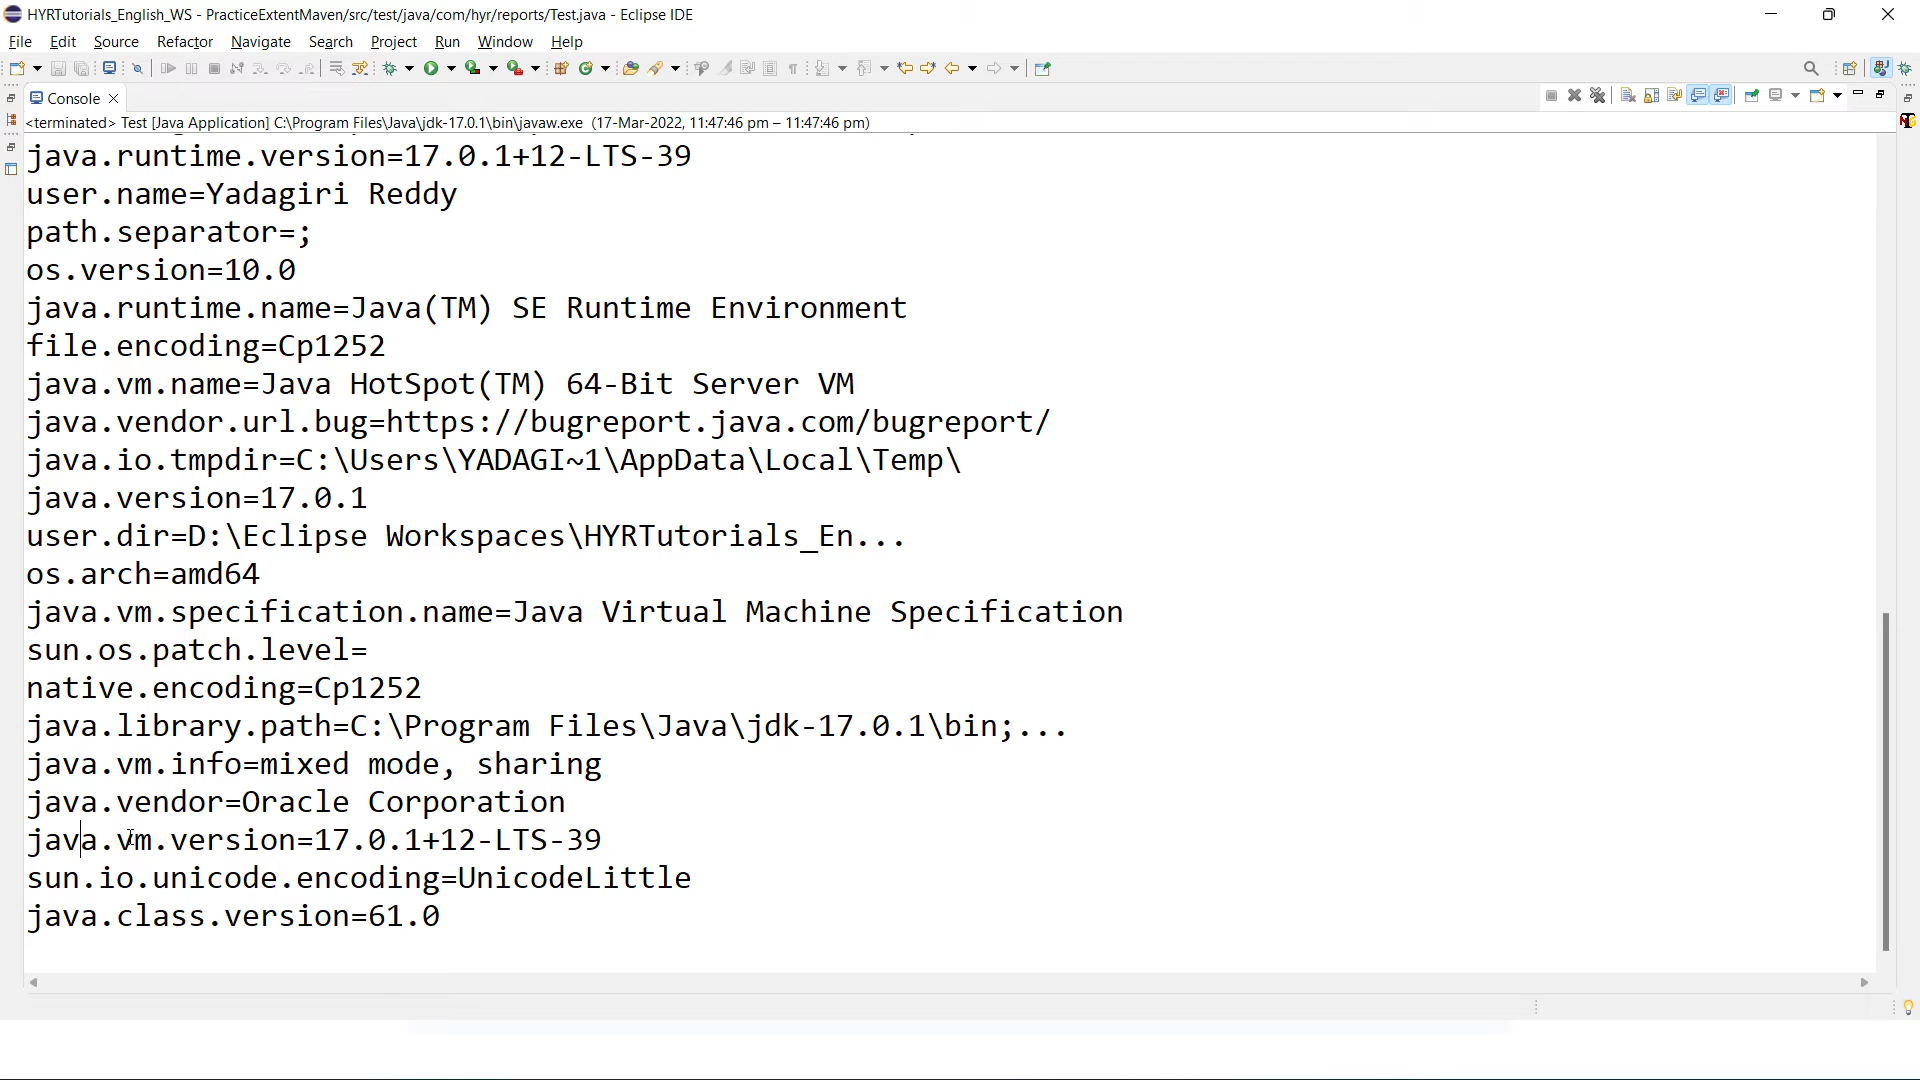 HYRTutorials_English_WS - PracticeExtentMaven/src/test/java/com/hyr/reports/Test.java - Eclipse IDE
File Edit Source Refactor Navigate Search Project Run Window Help
Console
<terminated> Test [Java Application] C:\Program Files\Java\jdk-17.0.1\bin\javaw.exe (17-Mar-2022, 11:47:46 pm – 11:47:46 pm)
java.runtime.version=17.0.1+12-LTS-39
user.name=Yadagiri Reddy
path.separator=;
os.version=10.0
java.runtime.name=Java(TM) SE Runtime Environment
file.encoding=Cp1252
java.vm.name=Java HotSpot(TM) 64-Bit Server VM
java.vendor.url.bug=https://bugreport.java.com/bugreport/
java.io.tmpdir=C:\Users\YADAGI~1\AppData\Local\Temp\
java.version=17.0.1
user.dir=D:\Eclipse Workspaces\HYRTutorials_En...
os.arch=amd64
java.vm.specification.name=Java Virtual Machine Specification
sun.os.patch.level=
native.encoding=Cp1252
java.library.path=C:\Program Files\Java\jdk-17.0.1\bin;...
java.vm.info=mixed mode, sharing
java.vendor=Oracle Corporation
java.vm.version=17.0.1+12-LTS-39
sun.io.unicode.encoding=UnicodeLittle
java.class.version=61.0